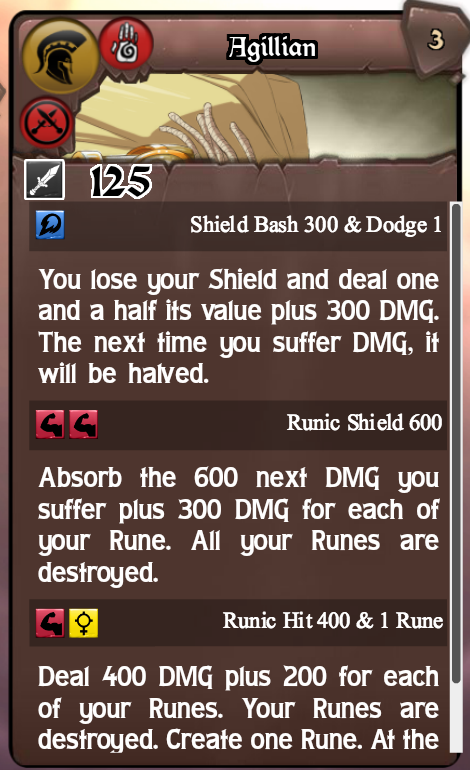 Agillian
3
125
Shield Bash 300 & Dodge 1
You lose your Shield and deal one
and a half its value plus 300 DMG.
The next time you suffer DMG, it
will be halved.
Runic Shield 600
Absorb the 600 next DMG you
suffer plus 300 DMG for each of
your Rune. All your Runes are
destroyed.
Runic Hit 400 & 1 Rune
Deal 400 DMG plus 200 for each
of your Runes. Your Runes are
destroyed. Create one Rune. At the